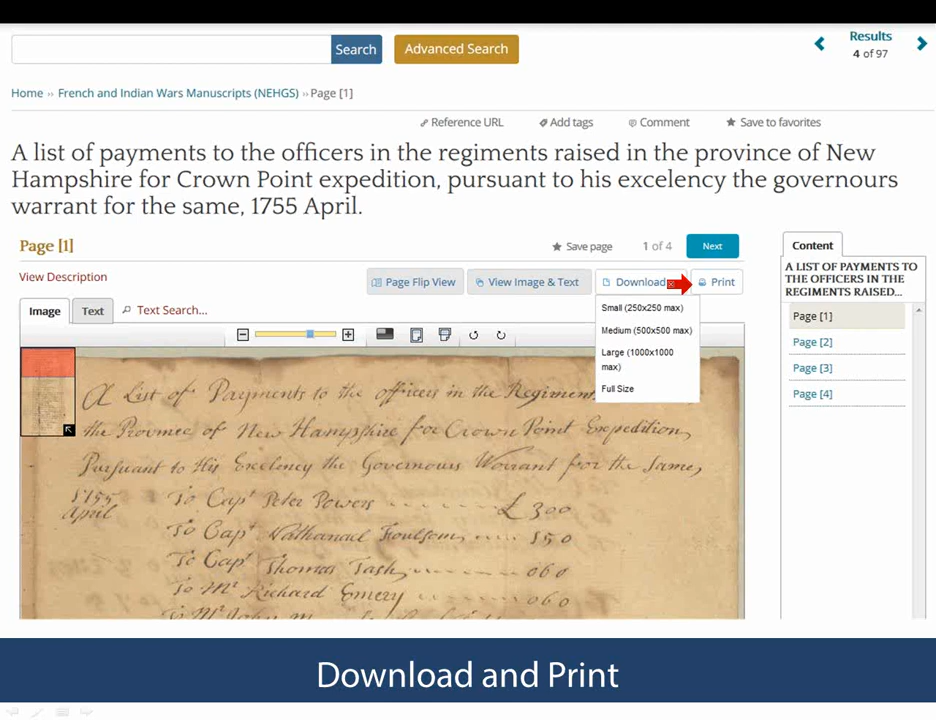 Search
Advanced Search
Results
4 of 97
Home ›› French and Indian Wars Manuscripts (NEHGS) ›› Page [1]
Reference URL
Add tags
Comment
Save to favorites
A list of payments to the officers in the regiments raised in the province of New
Hampshire for Crown Point expedition, pursuant to his excelency the governours
warrant for the same, 1755 April.
Page [1]
Save page
1 of 4
Next
View Description
Page Flip View
View Image & Text
Download
Print
Small (250x250 max)
Medium (500x500 max)
Large (1000x1000
max)
Full Size
Image
Text
Text Search...
Content
A LIST OF PAYMENTS TO
THE OFFICERS IN THE
REGIMENTS RAISED...
Page [1]
Page [2]
Page [3]
Page [4]
A List of Payments to the officers in the Regimen
the Province of New Hampshire for Crown Point Expedition,
Pursuant to His Excelency the Governours Warrant for the Same,
1755
April
To Capt Peter Powers £300
To Capt Nathanael Foulsom 150
To Capt Thomas Tash 060
To Mr Richard Emery 060
To Mr John
Download and Print